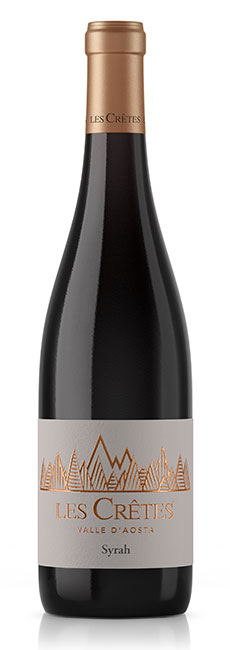 LES CRÊTES
LES CRÊTES
VALLE D'AOSTA
Syrah